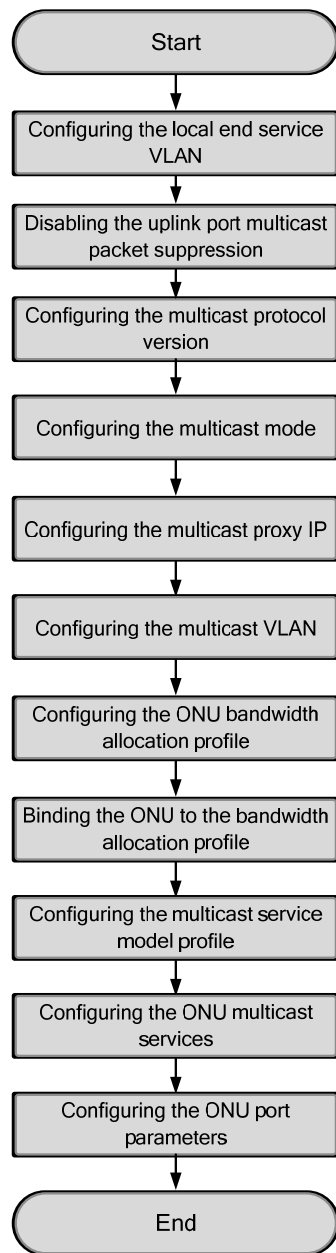 Start
Configuring the local end service
VLAN
Disabling the uplink port multicast
packet suppression
Configuring the multicast protocol
version
Configuring the multicast mode
Configuring the multicast proxy IP
Configuring the multicast VLAN
Configuring the ONU bandwidth
allocation profile
Binding the ONU to the bandwidth
allocation profile
Configuring the multicast service
model profile
Configuring the ONU multicast
services
Configuring the ONU port
parameters
End